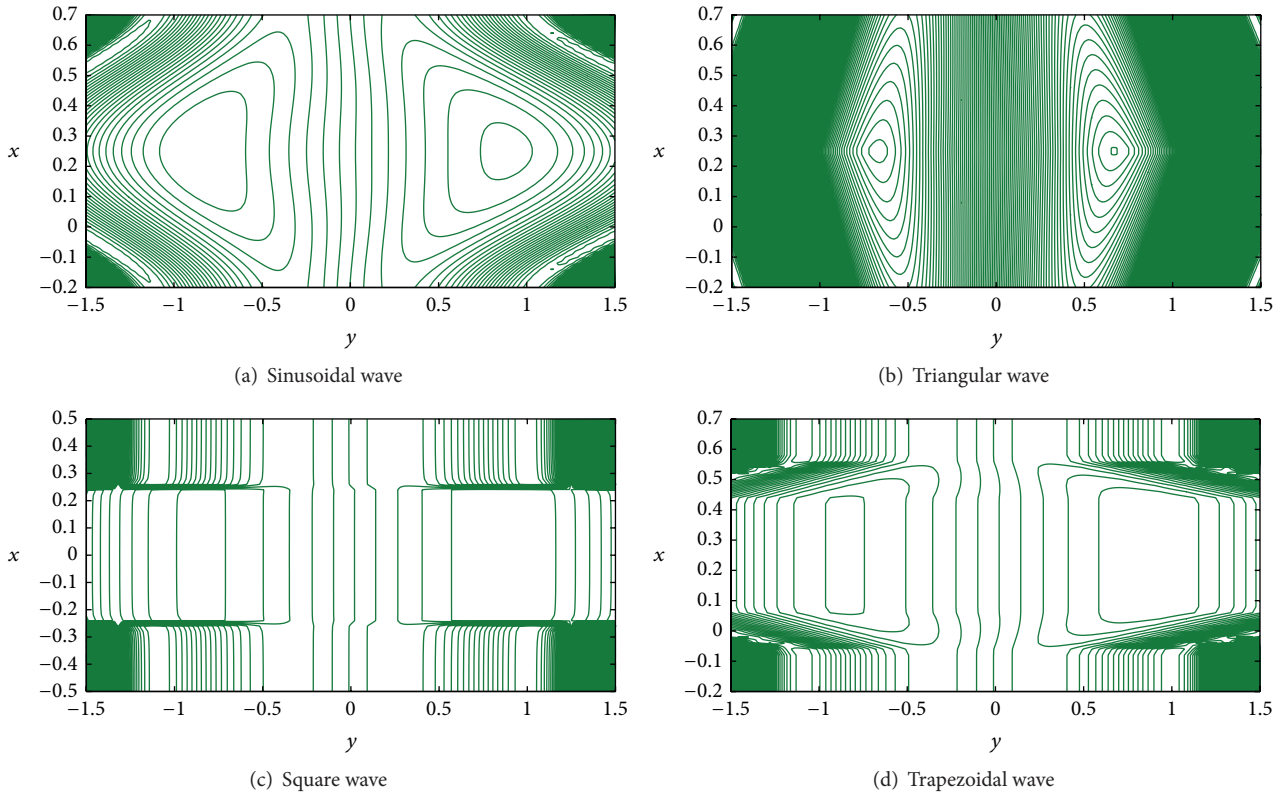 0.7
0.6
0.5
0.4
0.3
0.2
0.1
0
−0.1
−0.2
x
−1.5 −1 −0.5 0 0.5 1 1.5
y
(a) Sinusoidal wave
0.7
0.6
0.5
0.4
0.3
0.2
0.1
0
−0.1
−0.2
x
−1.5 −1 −0.5 0 0.5 1 1.5
y
(b) Triangular wave
0.5
0.4
0.3
0.2
0.1
0
−0.1
−0.2
−0.3
−0.4
0.5
x
−1.5 −1 −0.5 0 0.5 1 1.5
y
(c) Square wave
0.7
0.6
0.5
0.4
0.3
0.2
0.1
0
−0.1
−0.2
x
−1.5 −1 −0.5 0 0.5 1 1.5
y
(d) Trapezoidal wave